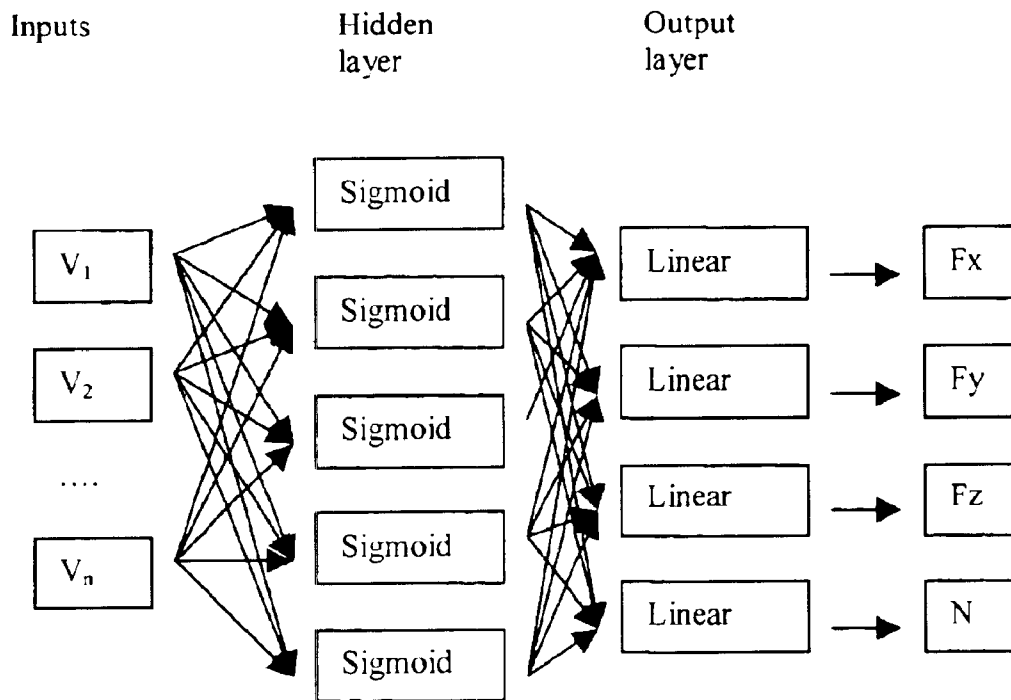 Inputs
Hidden
layer
Output
layer
V₁
V₂
....
Vₙ
Sigmoid
Sigmoid
Sigmoid
Sigmoid
Sigmoid
Linear
Linear
Linear
Linear
Fx
Fy
Fz
N